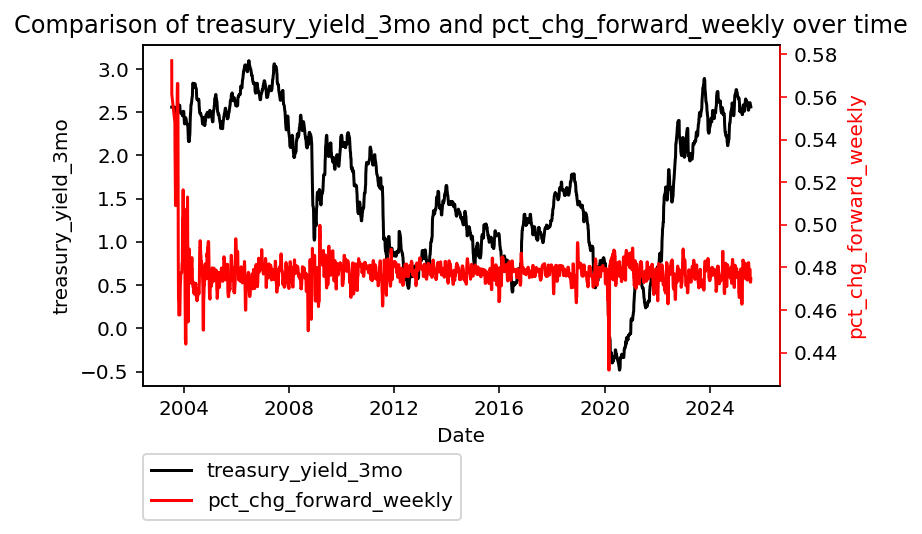 Comparison of treasury_yield_3mo and pct_chg_forward_weekly over time
3.0
2.5
2.0
1.5
1.0
0.5
0.0
−0.5
treasury_yield_3mo
0.58
0.56
0.54
0.52
0.50
0.48
0.46
0.44
pct_chg_forward_weekly
2004 2008 2012 2016 2020 2024
Date
treasury_yield_3mo
pct_chg_forward_weekly